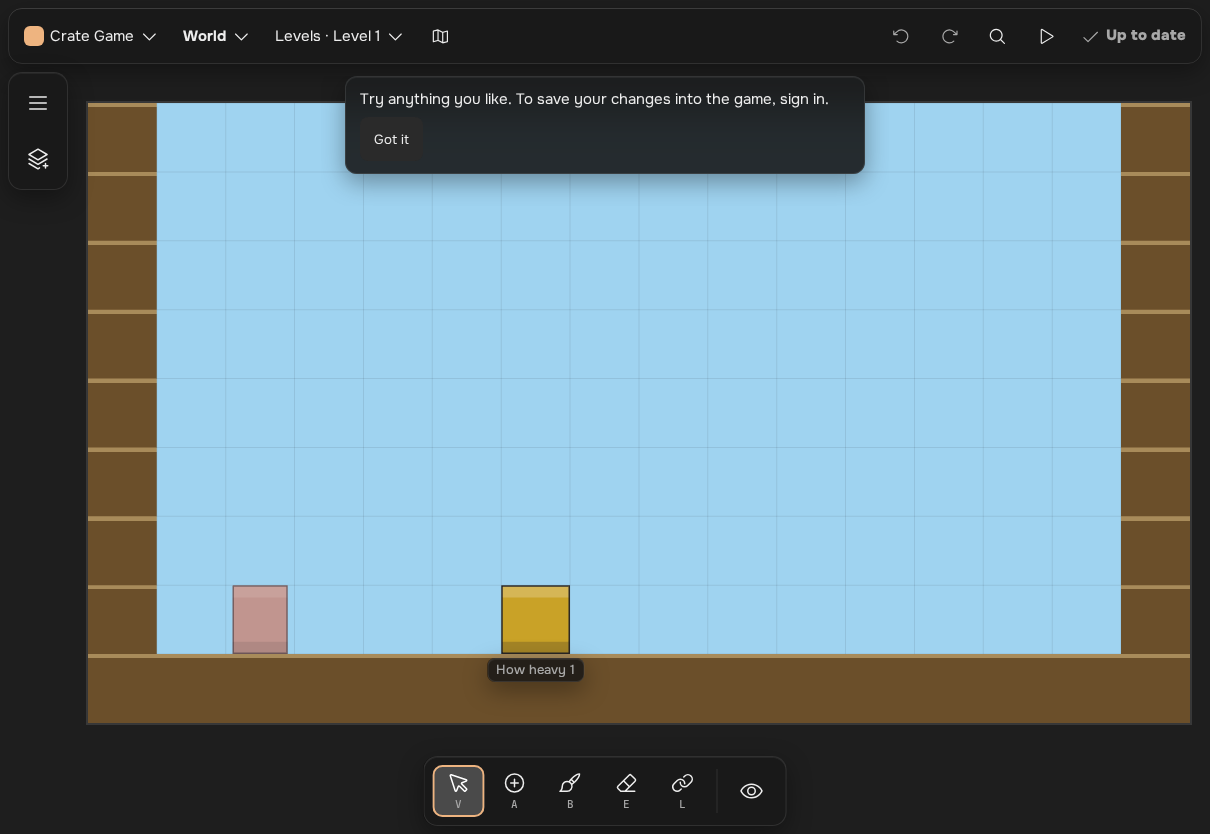 Crate Game World Levels · Level 1 Up to date
Try anything you like. To save your changes into the game, sign in.
Got it
How heavy 1
V A B E L